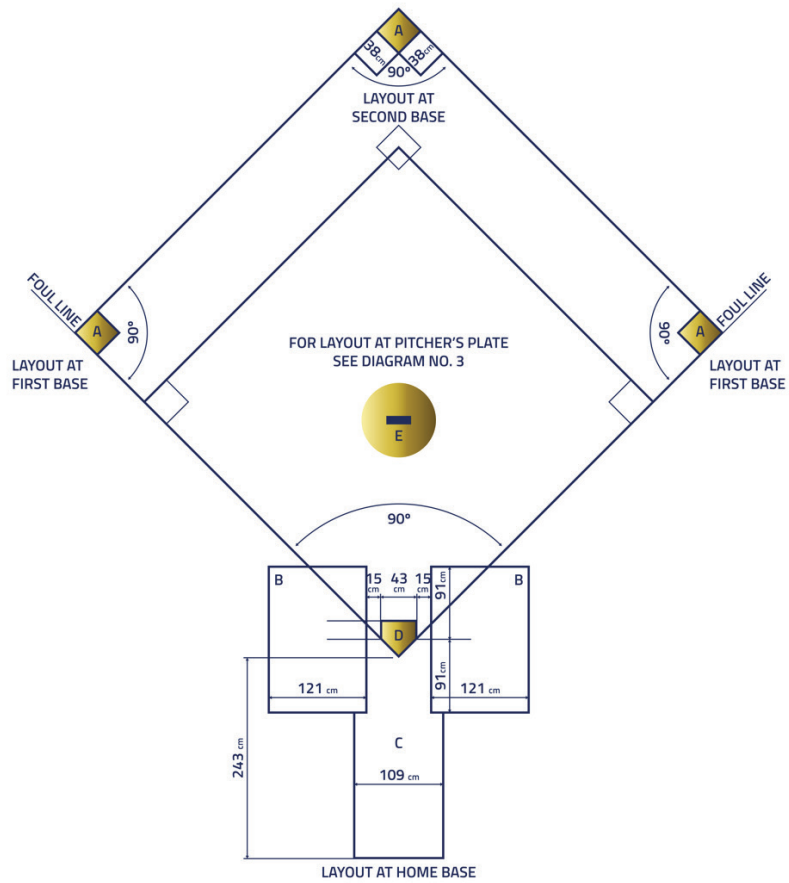 A
38cm
38cm
90°
LAYOUT AT
SECOND BASE
FOUL LINE
A
90°
LAYOUT AT
FIRST BASE
FOUL LINE
A
90°
LAYOUT AT
FIRST BASE
FOR LAYOUT AT PITCHER'S PLATE
SEE DIAGRAM NO. 3
E
90°
B
15 cm
43 cm
15 cm
91cm
B
D
91cm
121 cm
121 cm
C
243 cm
109 cm
LAYOUT AT HOME BASE